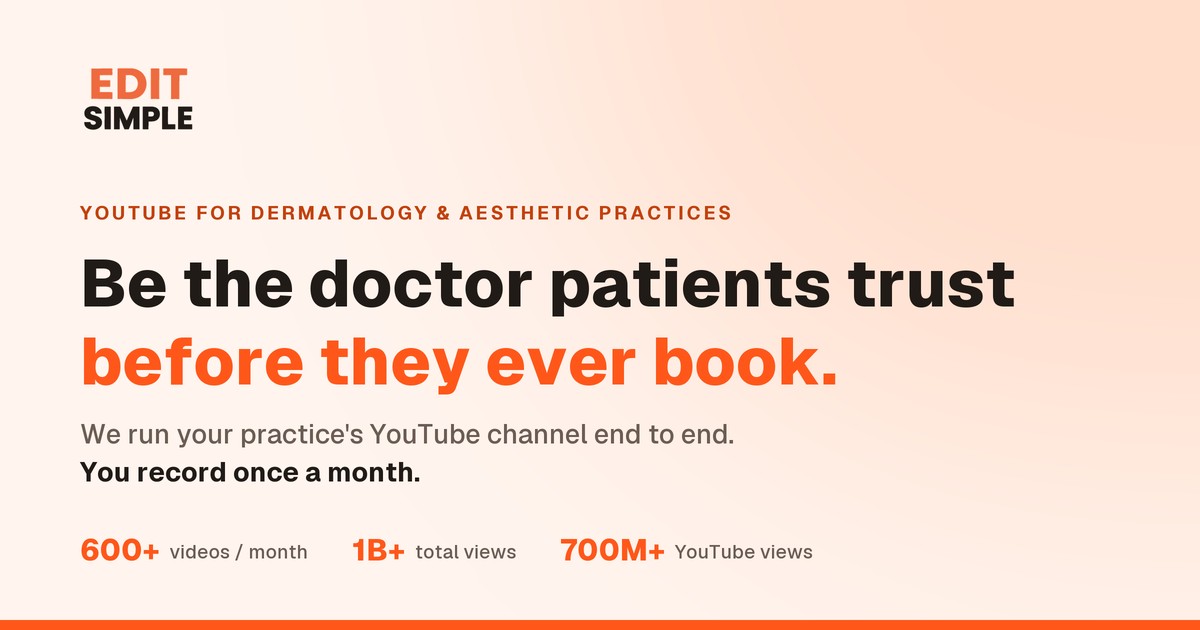 EDIT
SIMPLE
YOUTUBE FOR DERMATOLOGY & AESTHETIC PRACTICES
Be the doctor patients trust
before they ever book.
We run your practice's YouTube channel end to end.
You record once a month.
600+ videos / month 1B+ total views 700M+ YouTube views